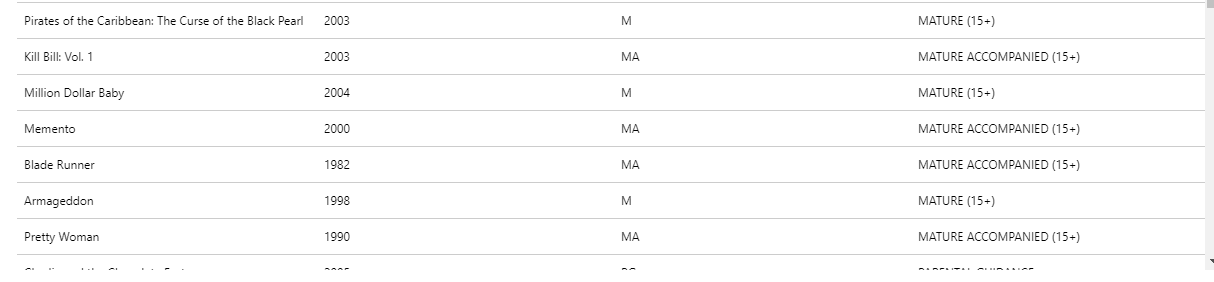 Pirates of the Caribbean: The Curse of the Black Pearl 2003 M MATURE (15+)
Kill Bill: Vol. 1 2003 MA MATURE ACCOMPANIED (15+)
Million Dollar Baby 2004 M MATURE (15+)
Memento 2000 MA MATURE ACCOMPANIED (15+)
Blade Runner 1982 MA MATURE ACCOMPANIED (15+)
Armageddon 1998 M MATURE (15+)
Pretty Woman 1990 MA MATURE ACCOMPANIED (15+)